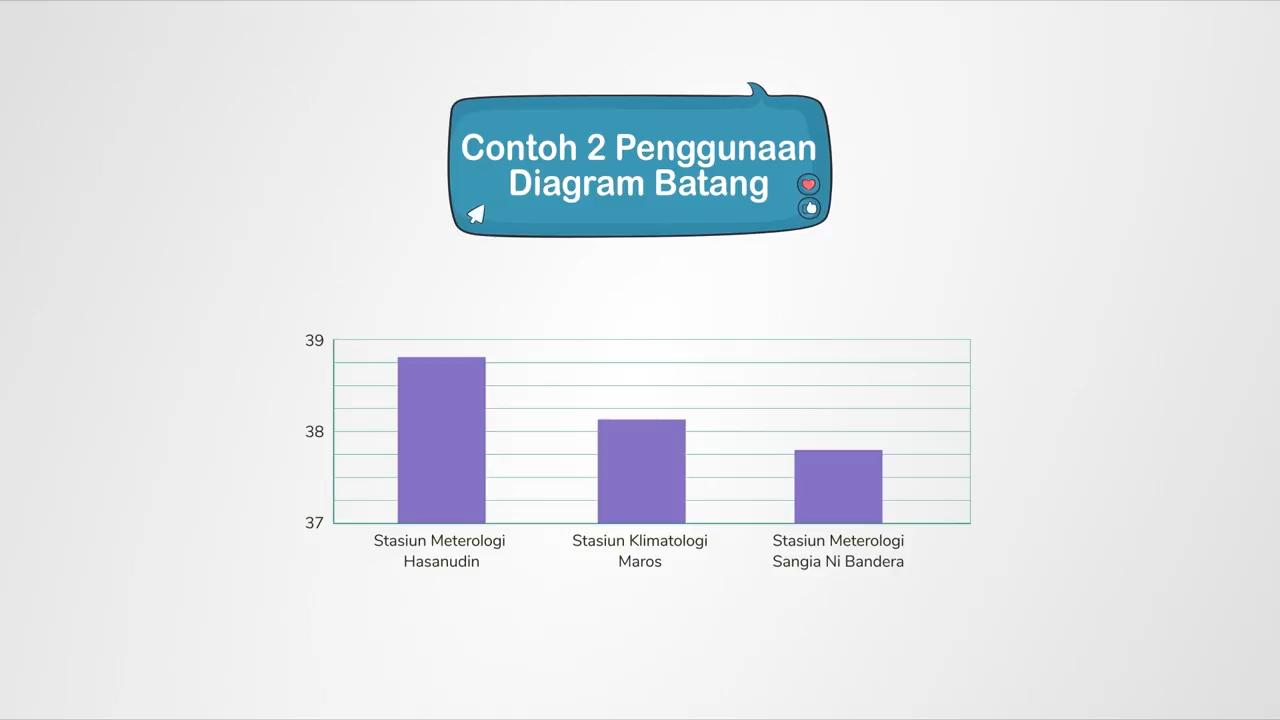 Contoh 2 Penggunaan
Diagram Batang
39
38
37
Stasiun Meterologi
Hasanudin
Stasiun Klimatologi
Maros
Stasiun Meterologi
Sangia Ni Bandera